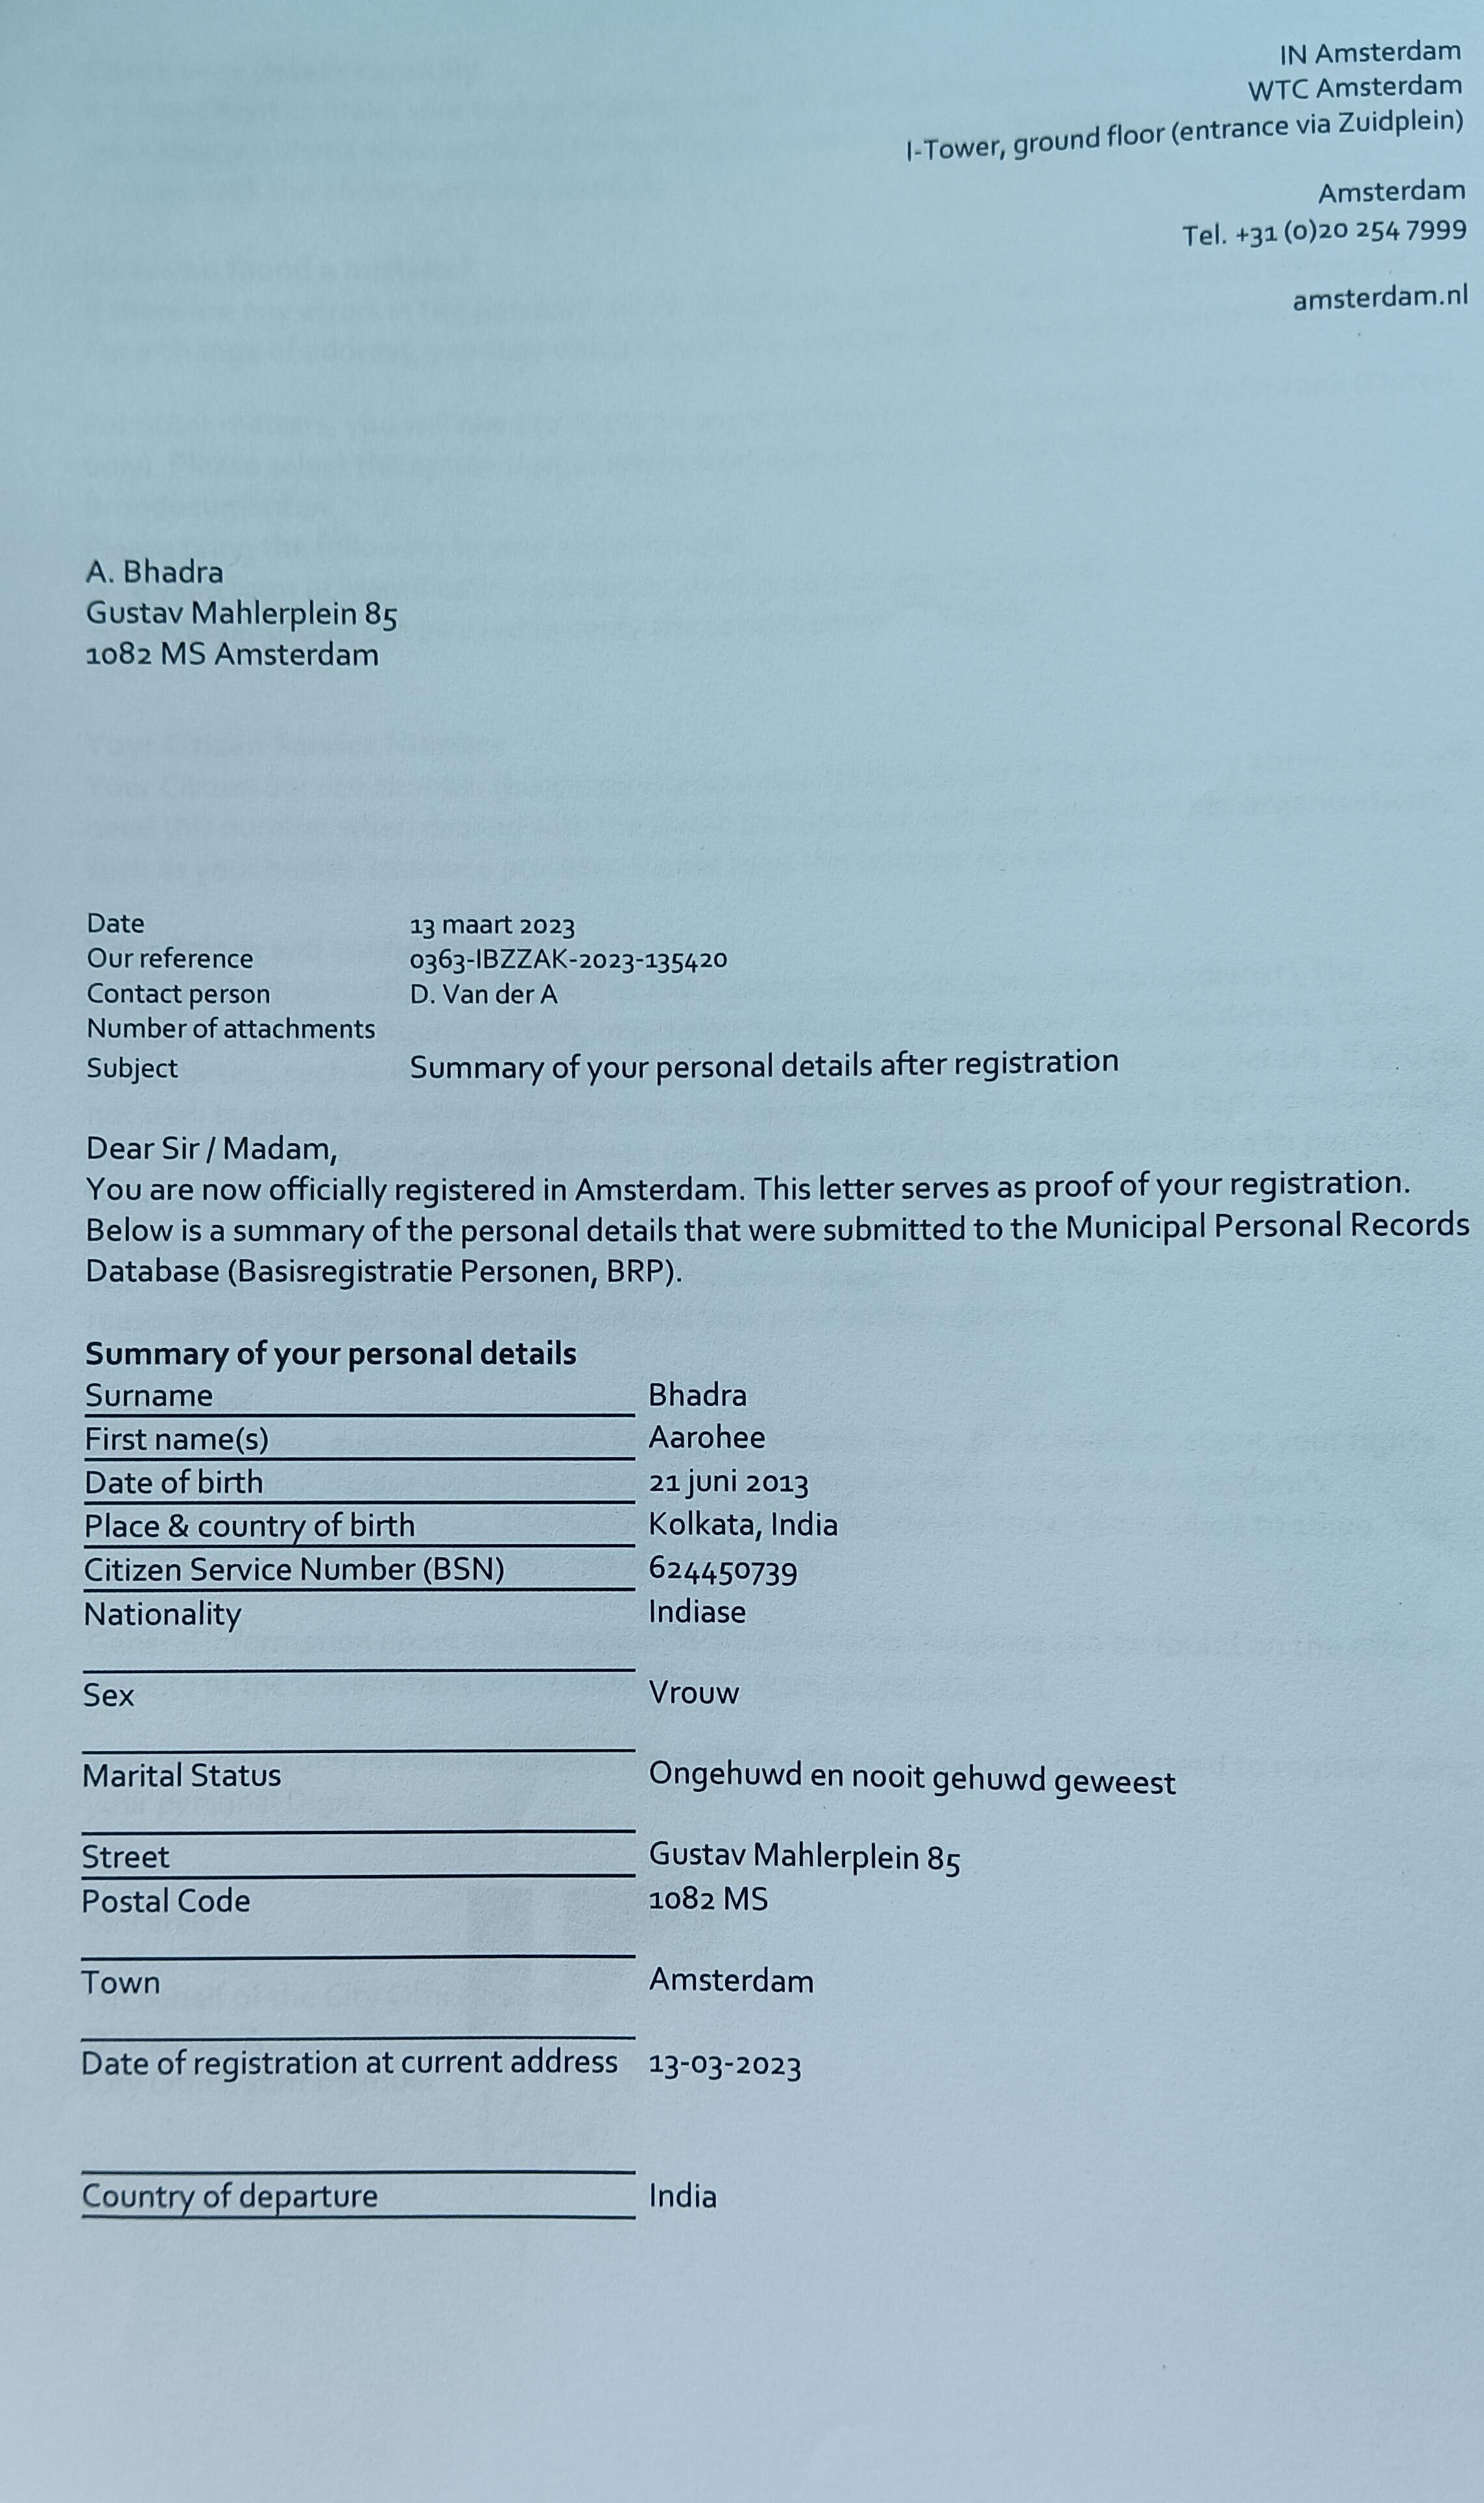 IN Amsterdam
WTC Amsterdam
I-Tower, ground floor (entrance via Zuidplein)
Amsterdam
Tel. +31 (0)20 254 7999
amsterdam.nl
A. Bhadra
Gustav Mahlerplein 85
1082 MS Amsterdam
Date 13 maart 2023
Our reference 0363-IBZZAK-2023-135420
Contact person D. Van der A
Number of attachments
Subject Summary of your personal details after registration
Dear Sir / Madam,
You are now officially registered in Amsterdam. This letter serves as proof of your registration.
Below is a summary of the personal details that were submitted to the Municipal Personal Records
Database (Basisregistratie Personen, BRP).
Summary of your personal details
Surname Bhadra
First name(s) Aarohee
Date of birth 21 juni 2013
Place & country of birth Kolkata, India
Citizen Service Number (BSN) 624450739
Nationality Indiase
Sex Vrouw
Marital Status Ongehuwd en nooit gehuwd geweest
Street Gustav Mahlerplein 85
Postal Code 1082 MS
Town Amsterdam
Date of registration at current address 13-03-2023
Country of departure India